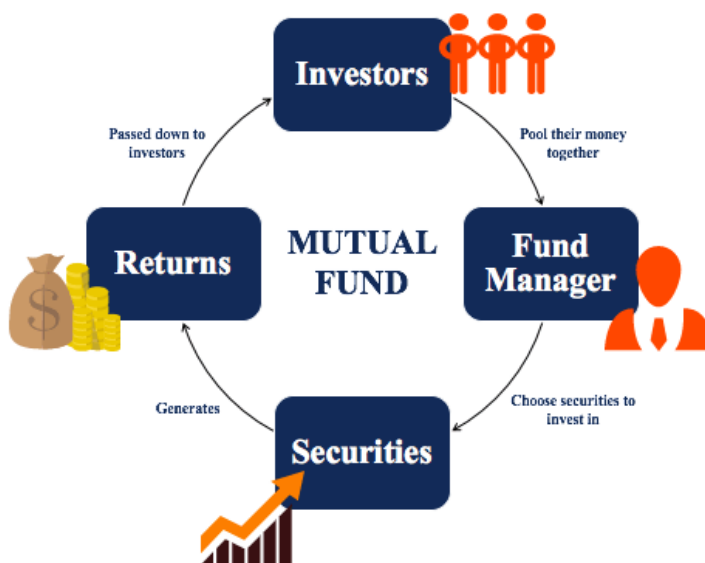 Investors
Pool their money
together
Fund
Manager
Choose securities to
invest in
Securities
Generates
Returns
$
Passed down to
investors
MUTUAL
FUND